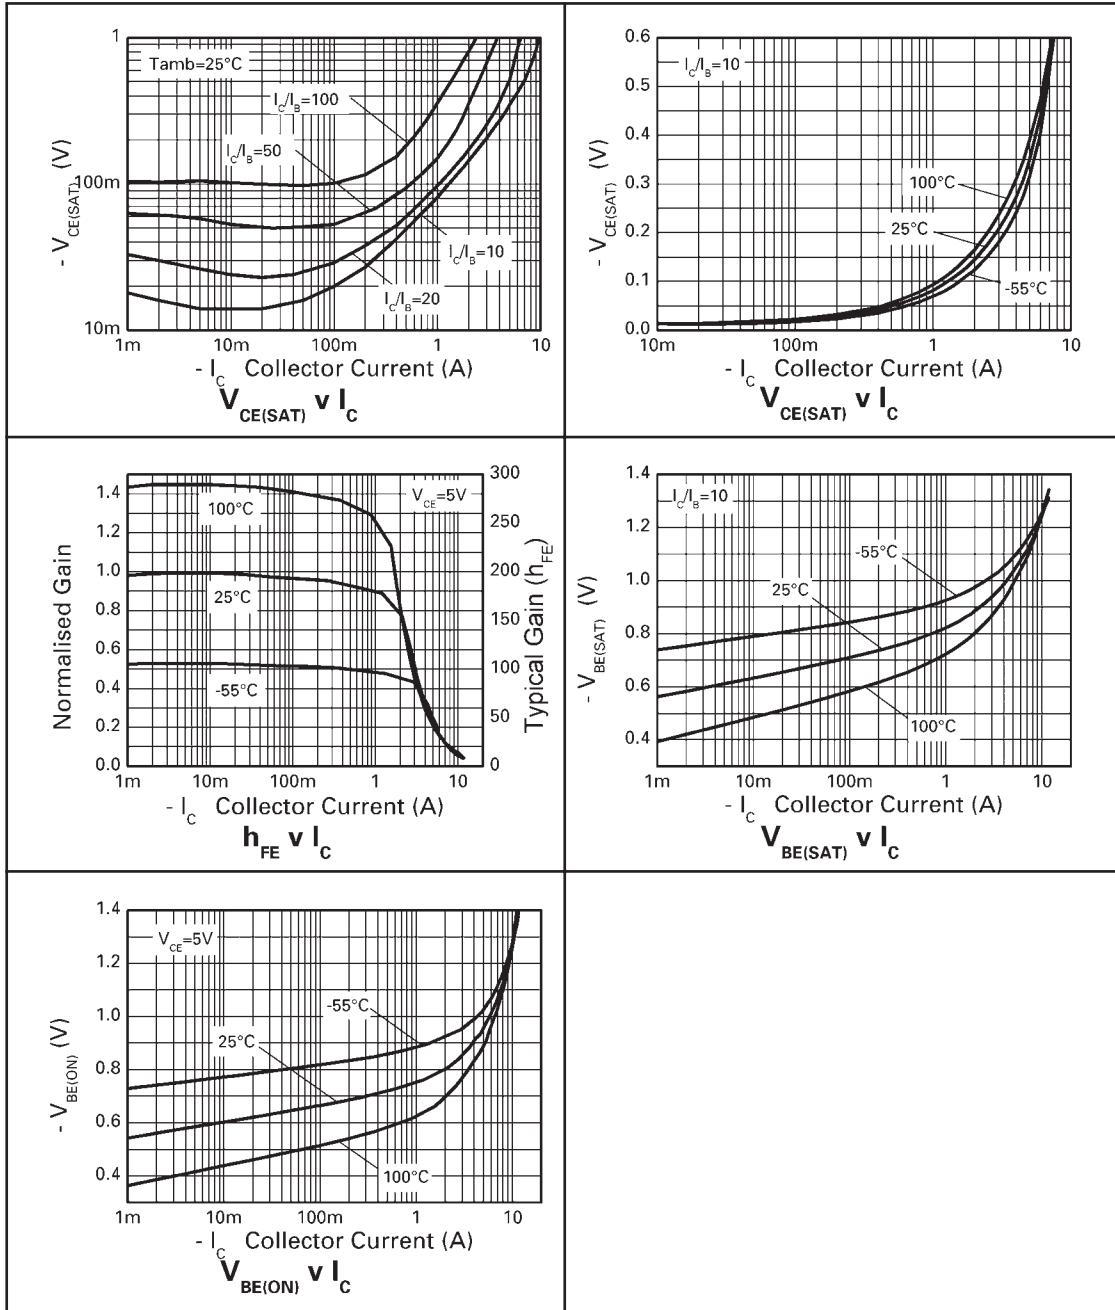 1
100m
10m
- V_CE(SAT) (V)
Tamb=25°C
I_C/I_B=100
I_C/I_B=50
I_C/I_B=10
I_C/I_B=20
1m 10m 100m 1 10
- I_C Collector Current (A)
V_CE(SAT) v I_C
0.6
0.5
0.4
0.3
0.2
0.1
0.0
- V_CE(SAT) (V)
I_C/I_B=10
100°C
25°C
-55°C
10m 100m 1 10
- I_C Collector Current (A)
V_CE(SAT) v I_C
1.4
1.2
1.0
0.8
0.6
0.4
0.2
0.0
Normalised Gain
V_CE=5V
100°C
25°C
-55°C
300
250
200
150
100
50
0
Typical Gain (h_FE)
1m 10m 100m 1 10
- I_C Collector Current (A)
h_FE v I_C
1.4
1.2
1.0
0.8
0.6
0.4
- V_BE(SAT) (V)
I_C/I_B=10
-55°C
25°C
100°C
1m 10m 100m 1 10
- I_C Collector Current (A)
V_BE(SAT) v I_C
1.4
1.2
1.0
0.8
0.6
0.4
- V_BE(ON) (V)
V_CE=5V
-55°C
25°C
100°C
1m 10m 100m 1 10
- I_C Collector Current (A)
V_BE(ON) v I_C